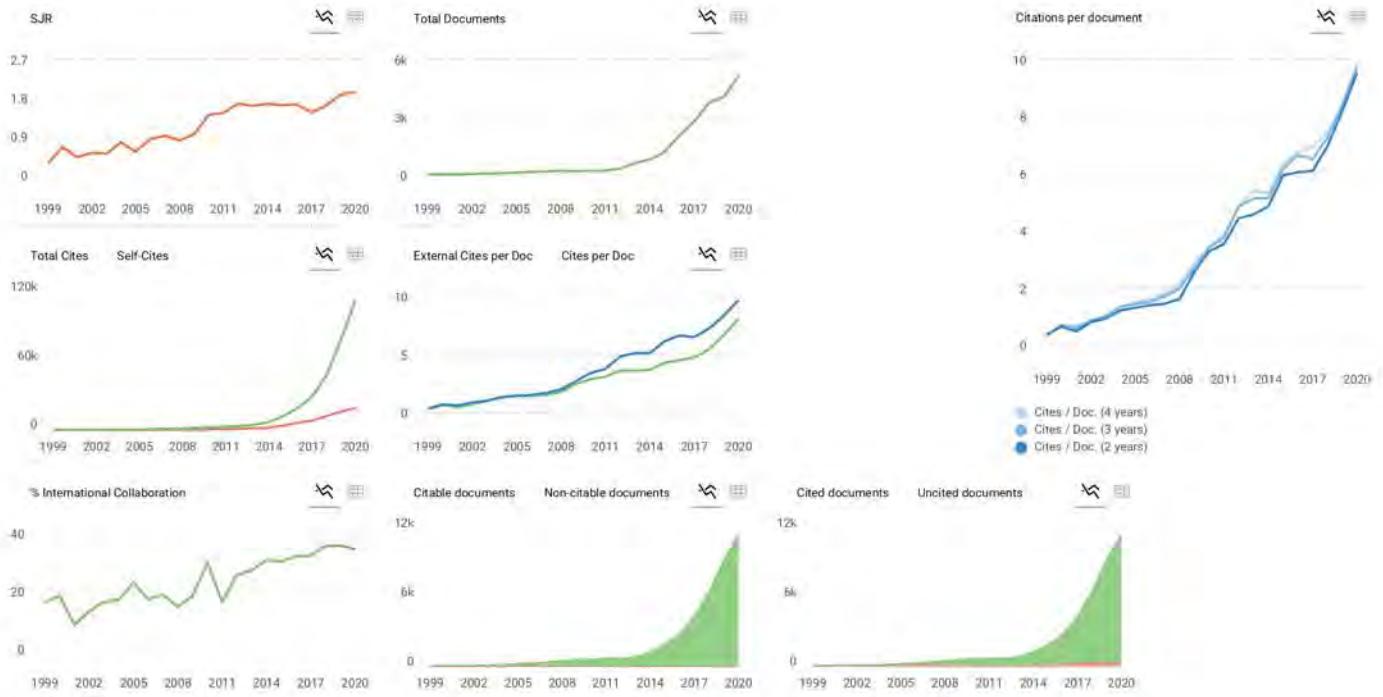 SJR
2.7
1.8
0.9
0
1999 2002 2005 2008 2011 2014 2017 2020
Total Documents
6k
3k
0
1999 2002 2005 2008 2011 2014 2017 2020
Citations per document
10
8
6
4
2
0
1999 2002 2005 2008 2011 2014 2017 2020
Cites / Doc. (4 years)
Cites / Doc. (3 years)
Cites / Doc. (2 years)
Total Cites Self-Cites
120k
60k
0
1999 2002 2005 2008 2011 2014 2017 2020
External Cites per Doc Cites per Doc
10
5
0
1999 2002 2005 2008 2011 2014 2017 2020
% International Collaboration
40
20
0
1999 2002 2005 2008 2011 2014 2017 2020
Citable documents Non-citable documents
12k
6k
0
1999 2002 2005 2008 2011 2014 2017 2020
Cited documents Uncited documents
12k
6k
0
1999 2002 2005 2008 2011 2014 2017 2020